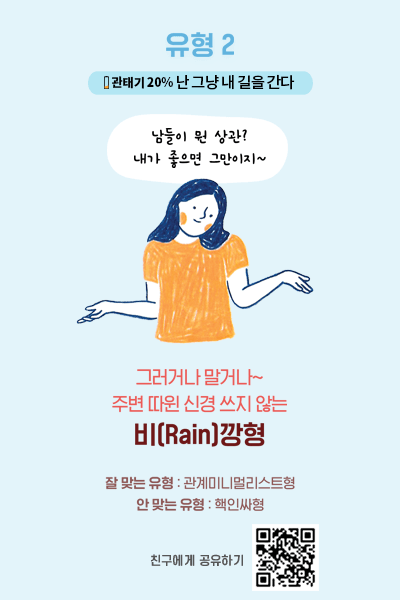 유형 2
관태기 20% 난 그냥 내 길을 간다
남들이 뭔 상관?
내가 좋으면 그만이지~
그러거나 말거나~
주변 따윈 신경 쓰지 않는
비(Rain)깡형
잘 맞는 유형 : 관계미니멀리스트형
안 맞는 유형 : 핵인싸형
친구에게 공유하기